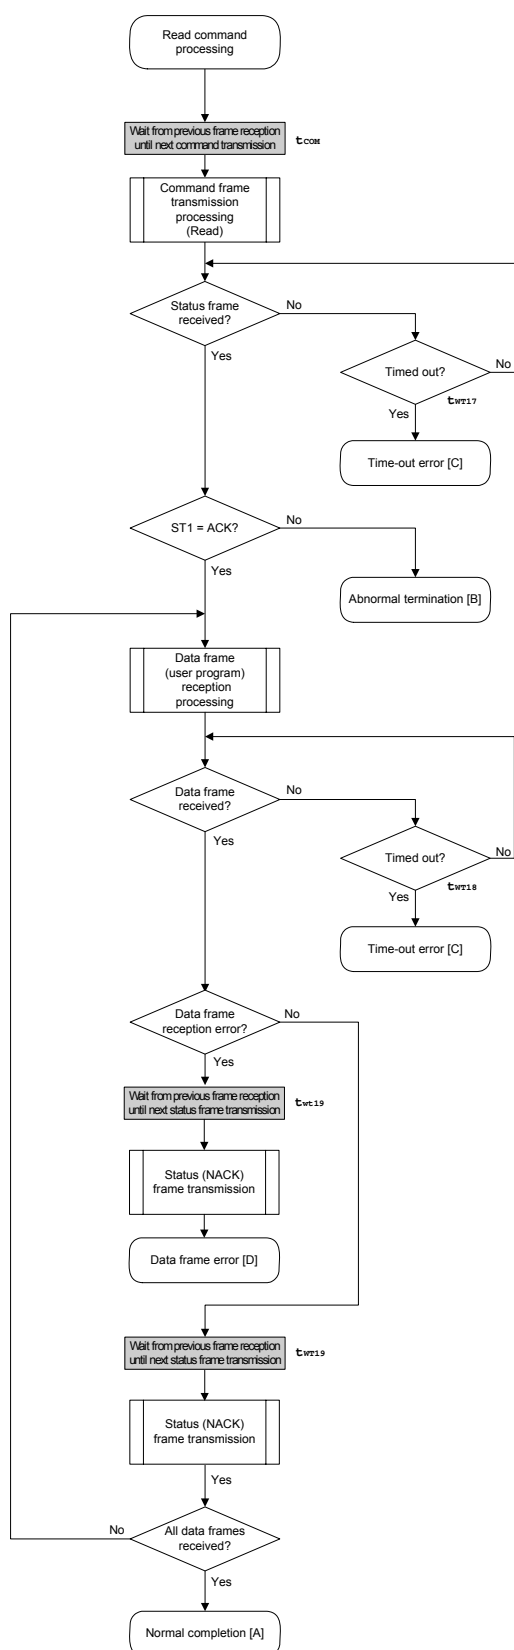 Read command
processing
Wait from previous frame reception
until next command transmission
tCOM
Command frame
transmission
processing
(Read)
Status frame
received?
No
Yes
Timed out?
No
tWT17
Yes
Time-out error [C]
ST1 = ACK?
No
Yes
Abnormal termination [B]
Data frame
(user program)
reception
processing
Data frame
received?
No
Yes
Timed out?
No
tWT18
Yes
Time-out error [C]
Data frame
reception error?
No
Yes
Wait from previous frame reception
until next status frame transmission
twt19
Status (NACK)
frame transmission
Data frame error [D]
Wait from previous frame reception
until next status frame transmission
tWT19
Status (NACK)
frame transmission
Yes
All data frames
received?
No
Yes
Normal completion [A]